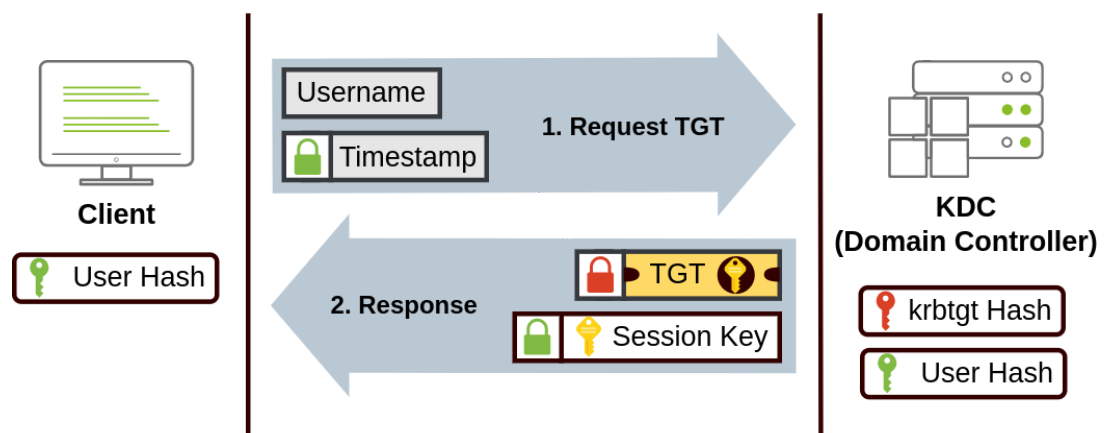 Username
Timestamp
1. Request TGT
Client
User Hash
KDC
(Domain Controller)
TGT
2. Response
Session Key
krbtgt Hash
User Hash